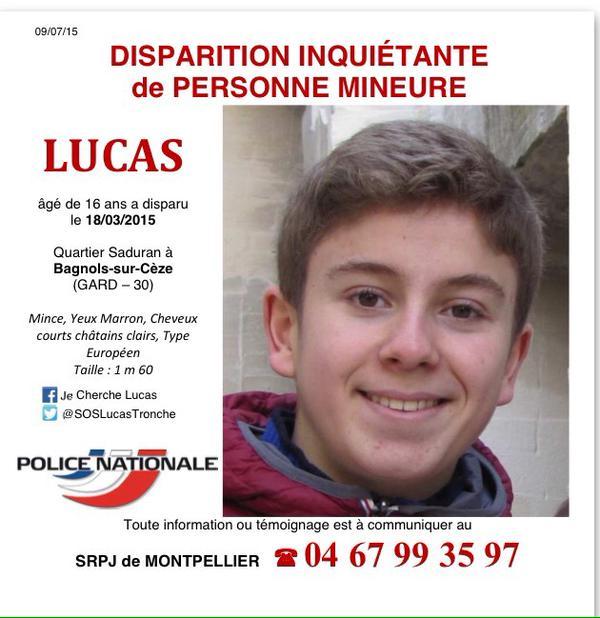 09/07/15
DISPARITION INQUIÉTANTE
de PERSONNE MINEURE
LUCAS
âgé de 16 ans a disparu
le 18/03/2015
Quartier Saduran à
Bagnols-sur-Cèze
(GARD – 30)
Mince, Yeux Marron, Cheveux
courts châtains clairs, Type
Européen
Taille : 1 m 60
Je Cherche Lucas
@SOSLucasTronche
POLICE NATIONALE
Toute information ou témoignage est à communiquer au
SRPJ de MONTPELLIER ☎ 04 67 99 35 97